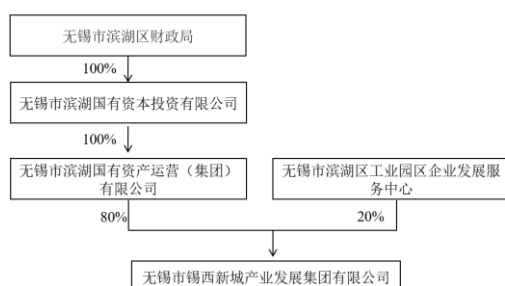 无锡市滨湖区财政局
100%
无锡市滨湖国有资本投资有限公司
100%
无锡市滨湖国有资产运营（集团）
有限公司
无锡市滨湖区工业园区企业发展服
务中心
80%
20%
无锡市锡西新城产业发展集团有限公司